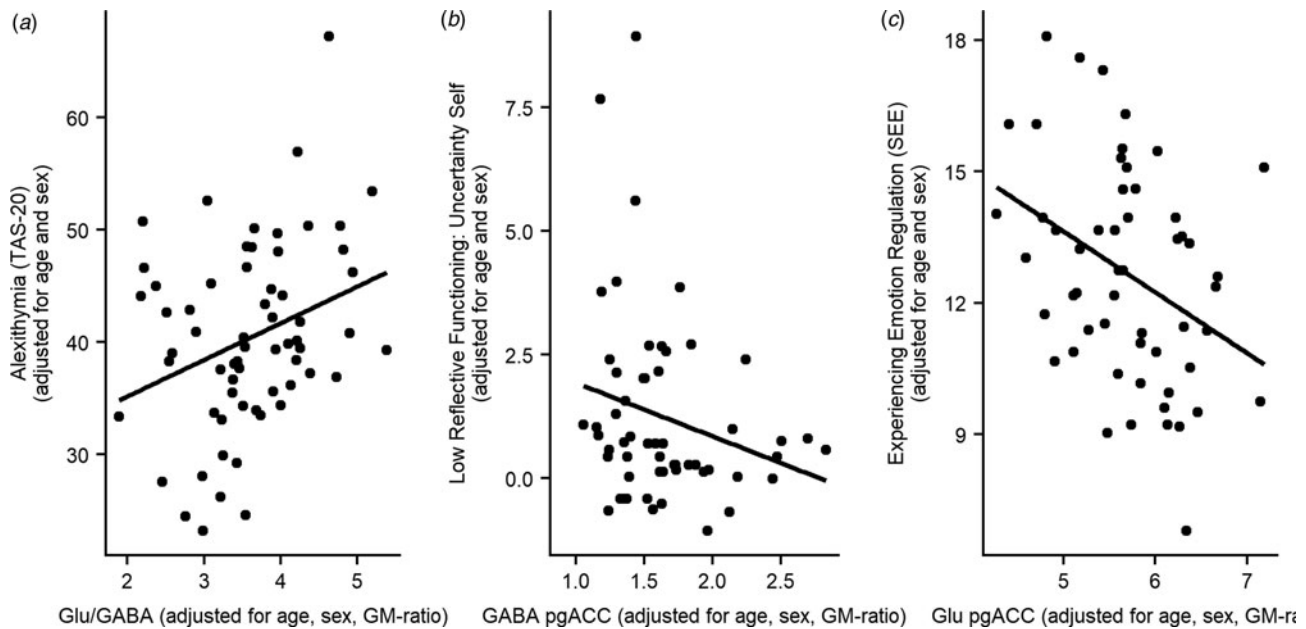 (a)
Alexithymia (TAS-20)
(adjusted for age and sex)
60
50
40
30
2 3 4 5
Glu/GABA (adjusted for age, sex, GM-ratio)
(b)
Low Reflective Functioning: Uncertainty Self
(adjusted for age and sex)
7.5
5.0
2.5
0.0
1.0 1.5 2.0 2.5
GABA pgACC (adjusted for age, sex, GM-ratio)
(c)
Experiencing Emotion Regulation (SEE)
(adjusted for age and sex)
18
15
12
9
5 6 7
Glu pgACC (adjusted for age, sex, GM-ra